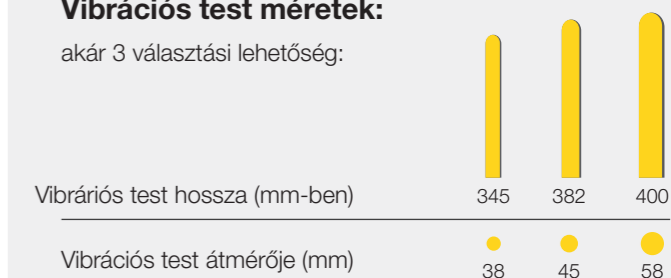 Vibrációs test méretek:
akár 3 választási lehetőség:
Vibráriós test hossza (mm-ben) 345 382 400
Vibrációs test átmérője (mm) 38 45 58